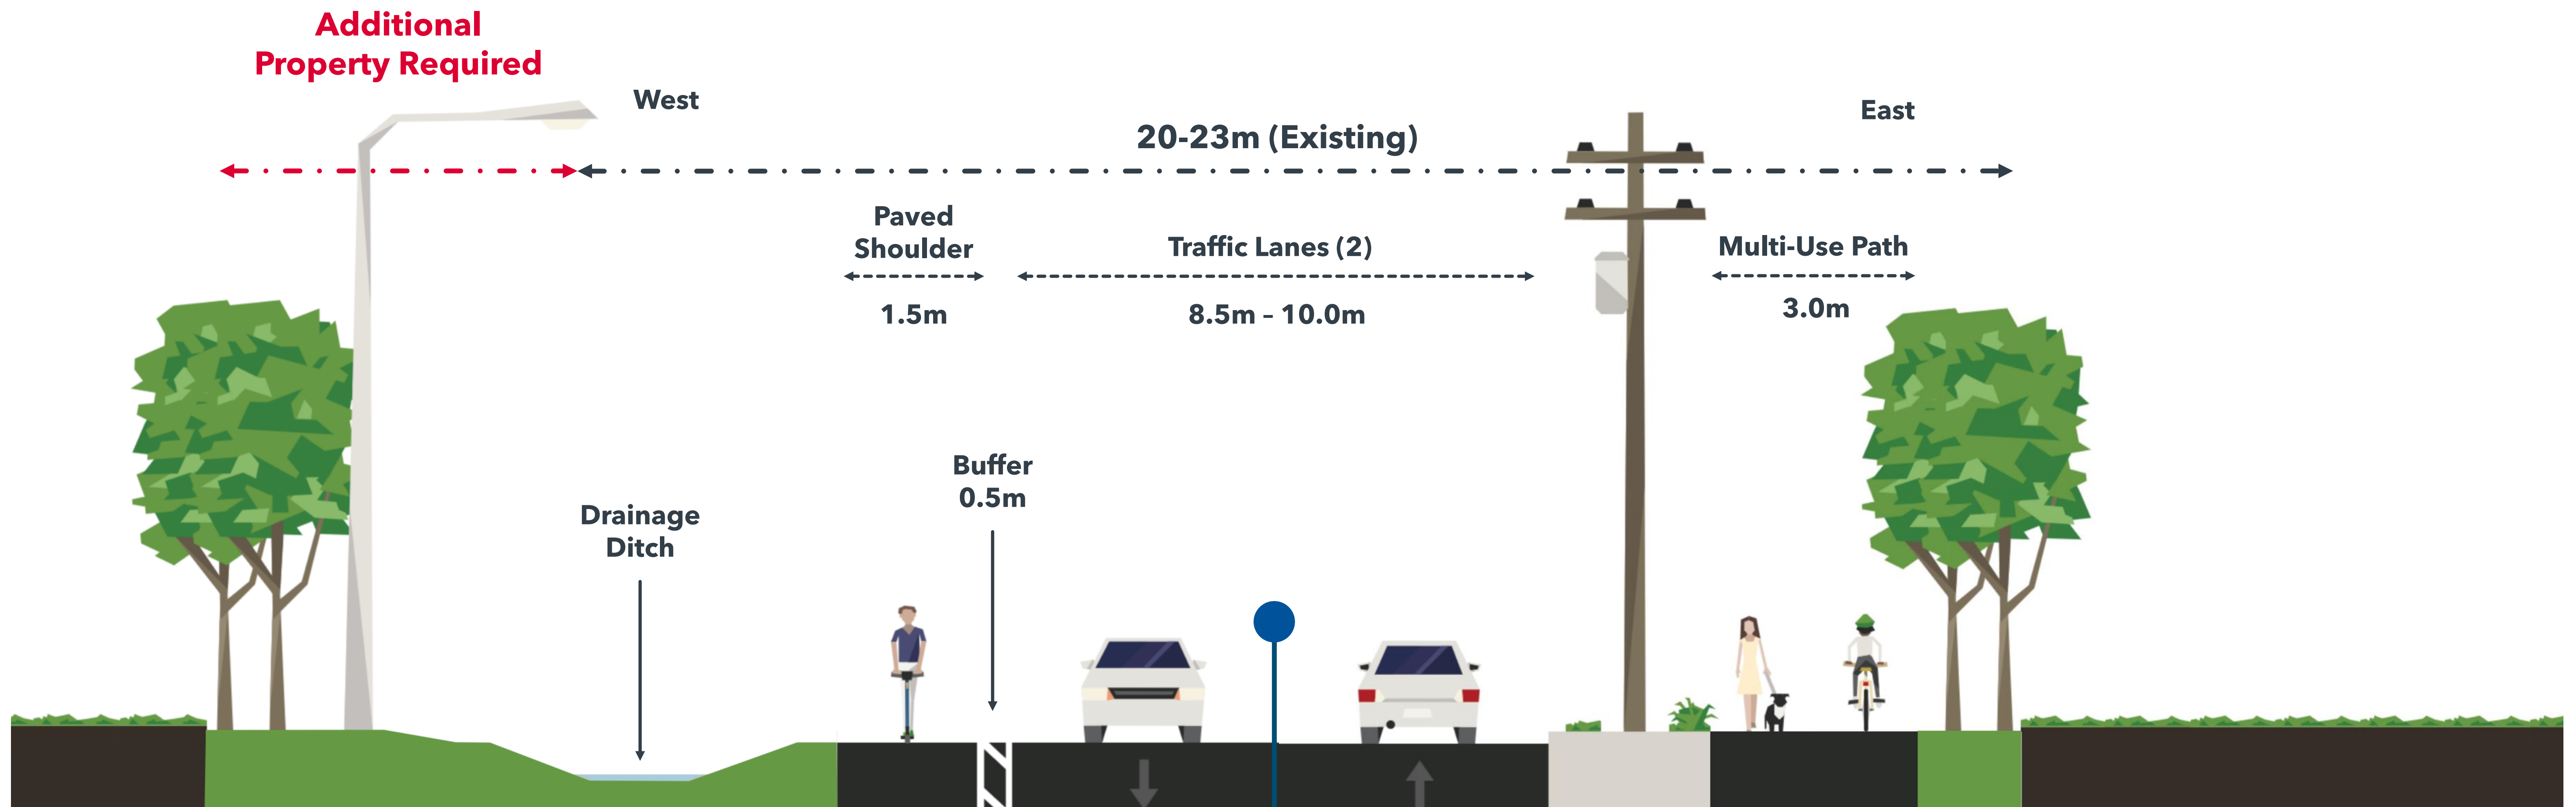 Additional
Property Required
West
East
20-23m (Existing)
Paved
Shoulder
1.5m
Traffic Lanes (2)
8.5m – 10.0m
Multi-Use Path
3.0m
Buffer
0.5m
Drainage
Ditch